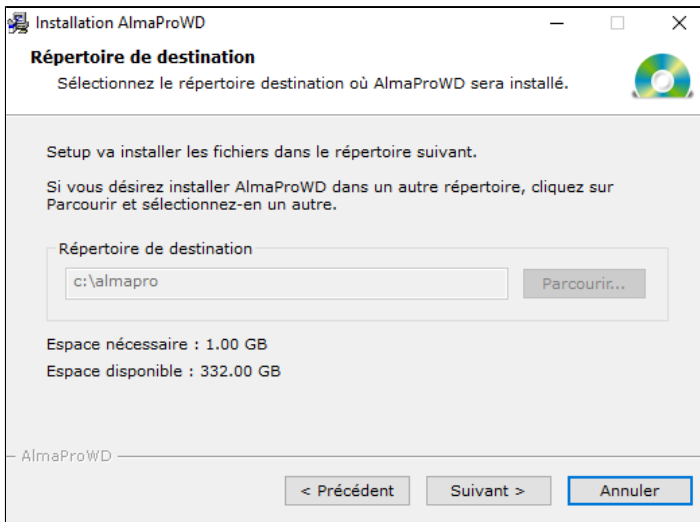 Installation AlmaProWD
Répertoire de destination
Sélectionnez le répertoire destination où AlmaProWD sera installé.
Setup va installer les fichiers dans le répertoire suivant.
Si vous désirez installer AlmaProWD dans un autre répertoire, cliquez sur
Parcourir et sélectionnez-en un autre.
Répertoire de destination
c:\almapro
Parcourir...
Espace nécessaire : 1.00 GB
Espace disponible : 332.00 GB
AlmaProWD
< Précédent
Suivant >
Annuler